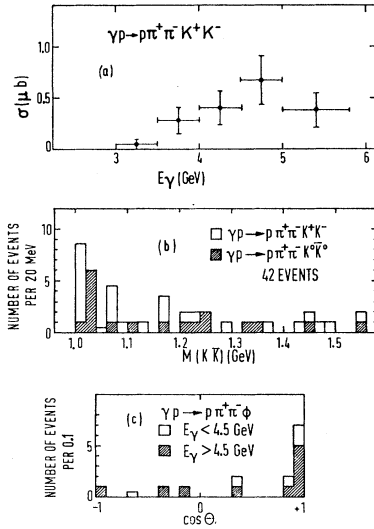 γp→pπ⁺π⁻K⁺K⁻
(a)
σ(μb)
1.0
0.5
0.0
2
3
4
5
6
Eγ (GeV)
NUMBER OF EVENTS
PER 20 MeV
10
5
(b)
γp→pπ⁺π⁻K⁺K⁻
γp→pπ⁺π⁻K⁰K̄⁰
42 EVENTS
1.0
1.1
1.2
1.3
1.4
1.5
M (K K̄) (GeV)
NUMBER OF EVENTS
PER 0.1
5
(c)
γp→pπ⁺π⁻ϕ
Eγ < 4.5 GeV
Eγ > 4.5 GeV
-1
0
+1
cos θ